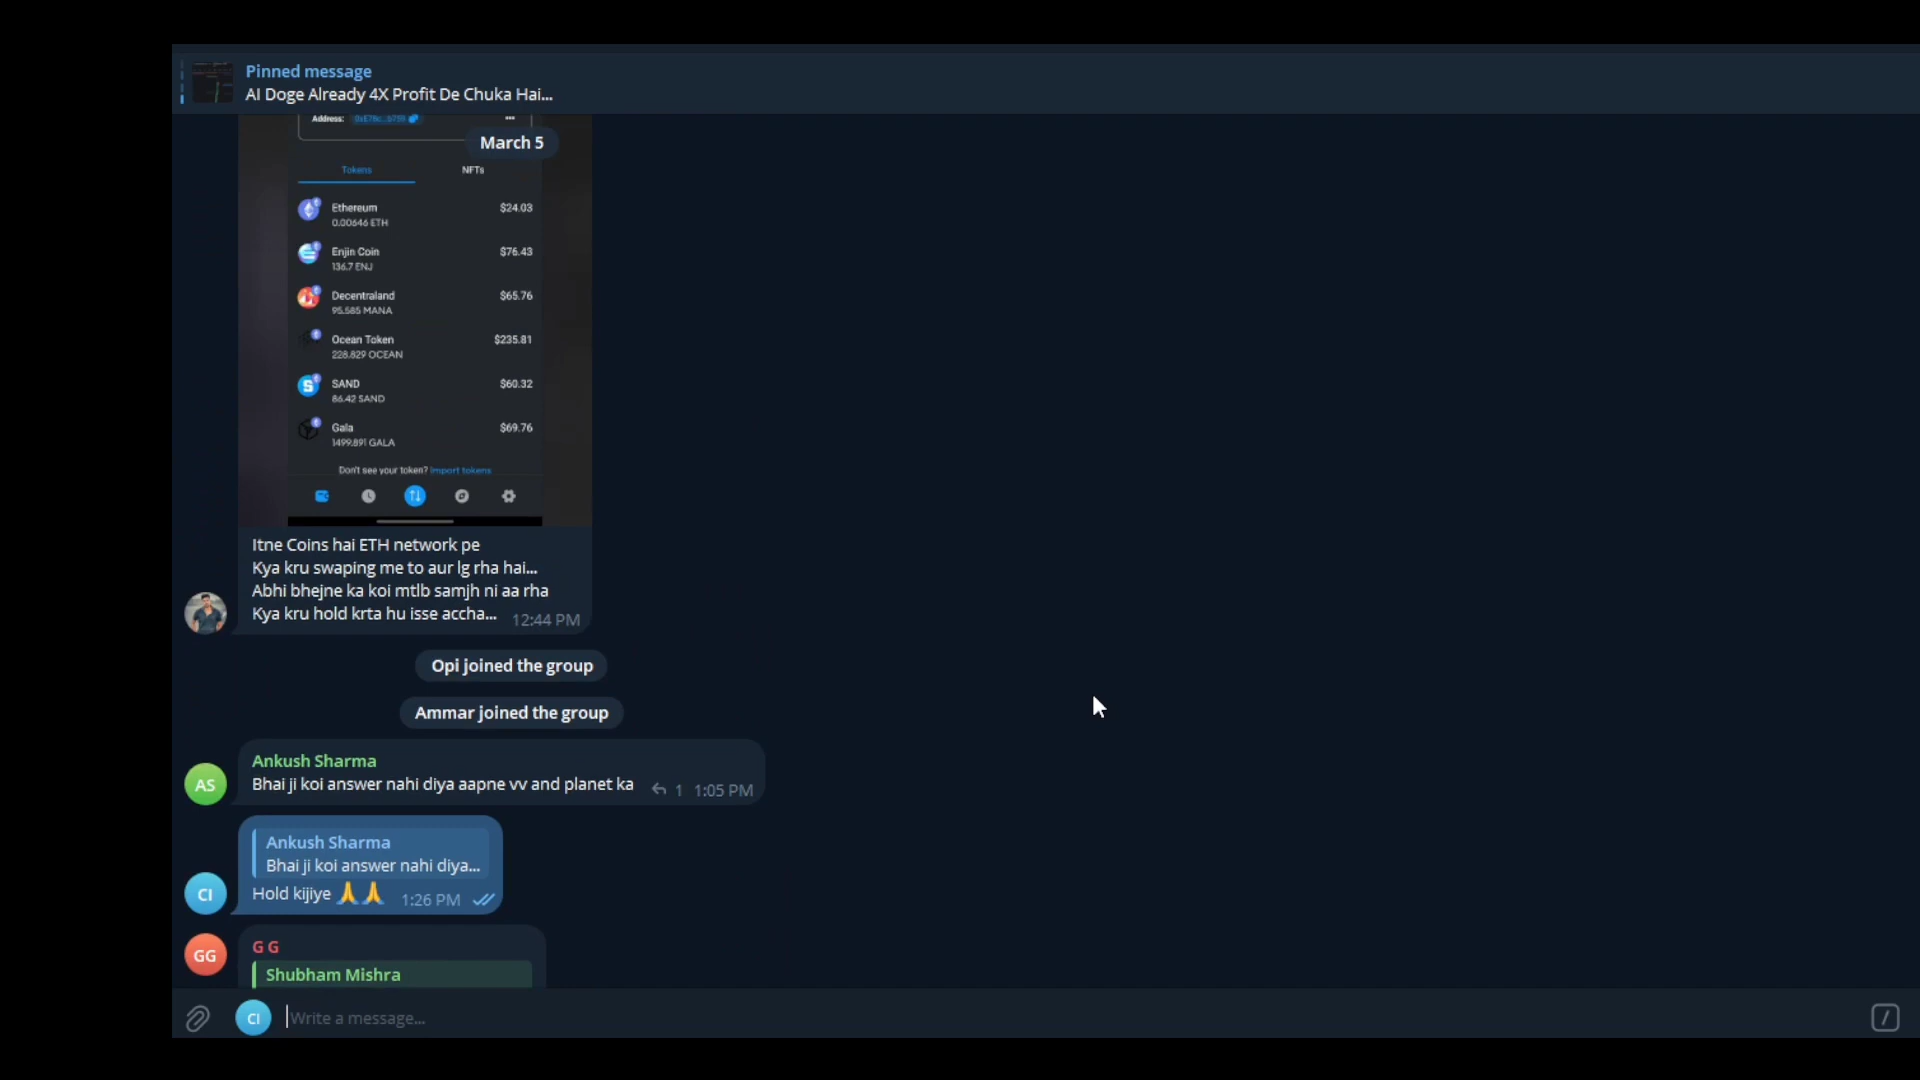 Pinned message
AI Doge Already 4X Profit De Chuka Hai...
Address: 0xE78c...b759
March 5
Tokens NFTs
Ethereum $24.03
0.00646 ETH
Enjin Coin $76.43
136.7 ENJ
Decentraland $65.76
95.585 MANA
Ocean Token $235.81
228.829 OCEAN
SAND $60.32
86.42 SAND
Gala $69.76
1499.891 GALA
Don't see your token? Import tokens
Itne Coins hai ETH network pe
Kya kru swaping me to aur lg rha hai...
Abhi bhejne ka koi mtlb samjh ni aa rha
Kya kru hold krta hu isse accha... 12:44 PM
Opi joined the group
Ammar joined the group
Ankush Sharma
AS Bhai ji koi answer nahi diya aapne vv and planet ka 1 1:05 PM
Ankush Sharma
Bhai ji koi answer nahi diya...
CI Hold kijiye 🙏🙏 1:26 PM
G G
GG Shubham Mishra
CI Write a message...